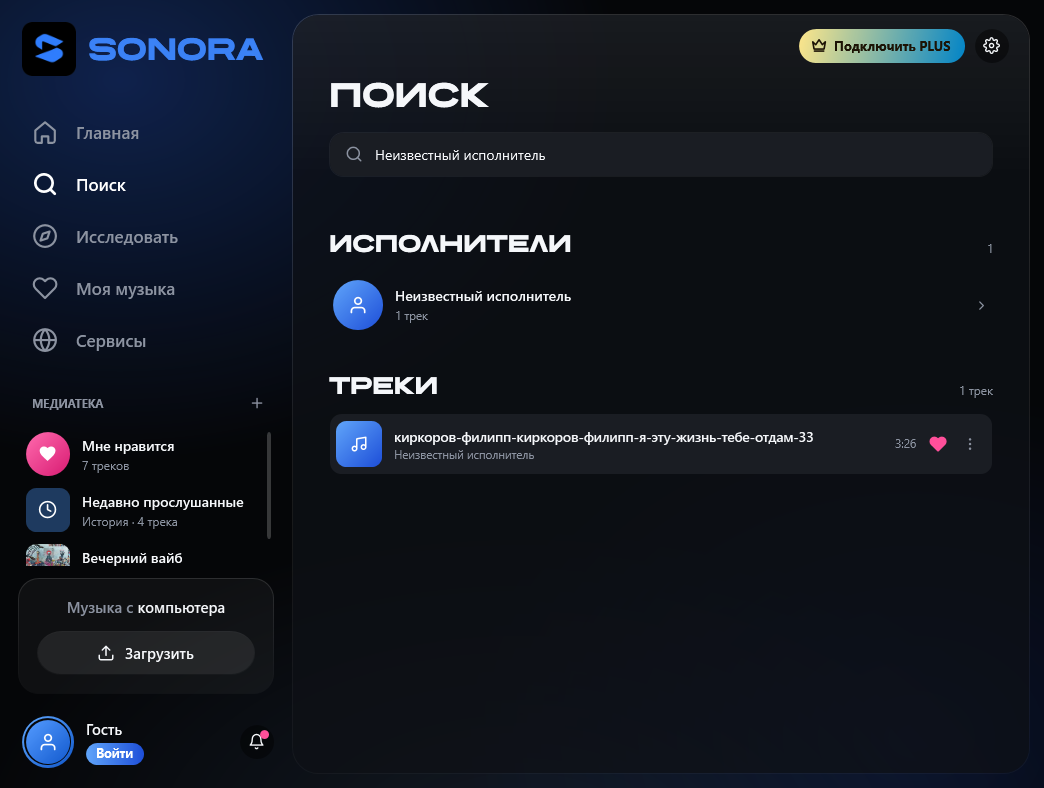 SONORA
Главная
Поиск
Исследовать
Моя музыка
Сервисы
МЕДИАТЕКА
Мне нравится
7 треков
Недавно прослушанные
История · 4 трека
Вечерний вайб
Музыка с компьютера
Загрузить
Гость
Войти
Подключить PLUS
ПОИСК
Неизвестный исполнитель
ИСПОЛНИТЕЛИ
1
Неизвестный исполнитель
1 трек
ТРЕКИ
1 трек
киркоров-филипп-киркоров-филипп-я-эту-жизнь-тебе-отдам-33
Неизвестный исполнитель
3:26